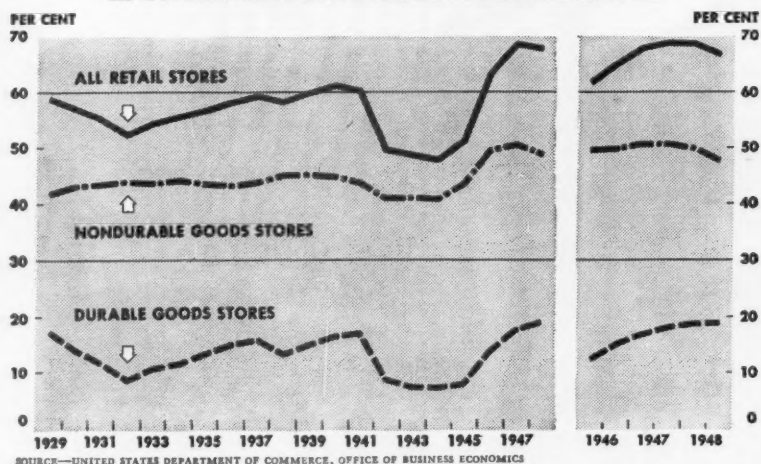 PER CENT PER CENT
70 70
ALL RETAIL STORES
60 60
50 50
40 40
NONDURABLE GOODS STORES
30 30
DURABLE GOODS STORES
20 20
10 10
0 0
1929 1931 1933 1935 1937 1939 1941 1943 1945 1947 1946 1947 1948
SOURCE—UNITED STATES DEPARTMENT OF COMMERCE, OFFICE OF BUSINESS ECONOMICS